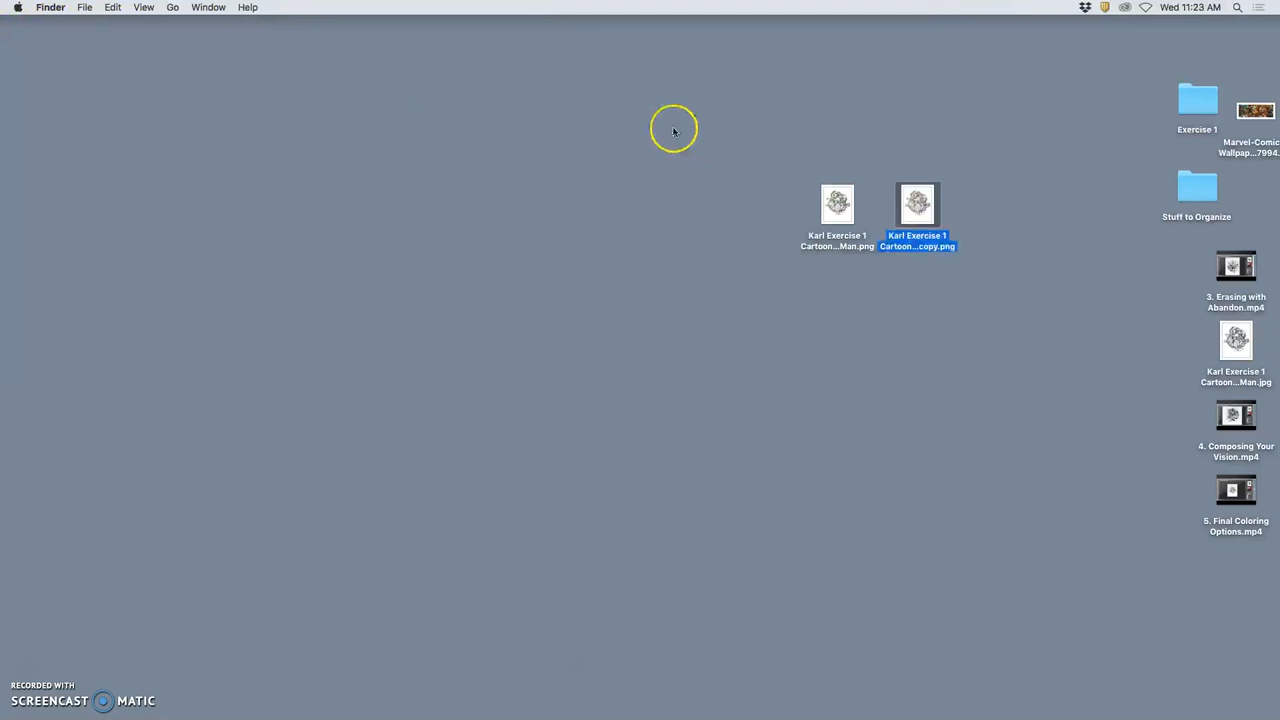 Finder File Edit View Go Window Help Wed 11:23 AM
Exercise 1
Marvel-Comic
Wallpap...7994.
Stuff to Organize
Karl Exercise 1
Cartoon...Man.png
Karl Exercise 1
Cartoon...copy.png
3. Erasing with
Abandon.mp4
Karl Exercise 1
Cartoon...Man.jpg
4. Composing Your
Vision.mp4
5. Final Coloring
Options.mp4
RECORDED WITH
SCREENCAST MATIC